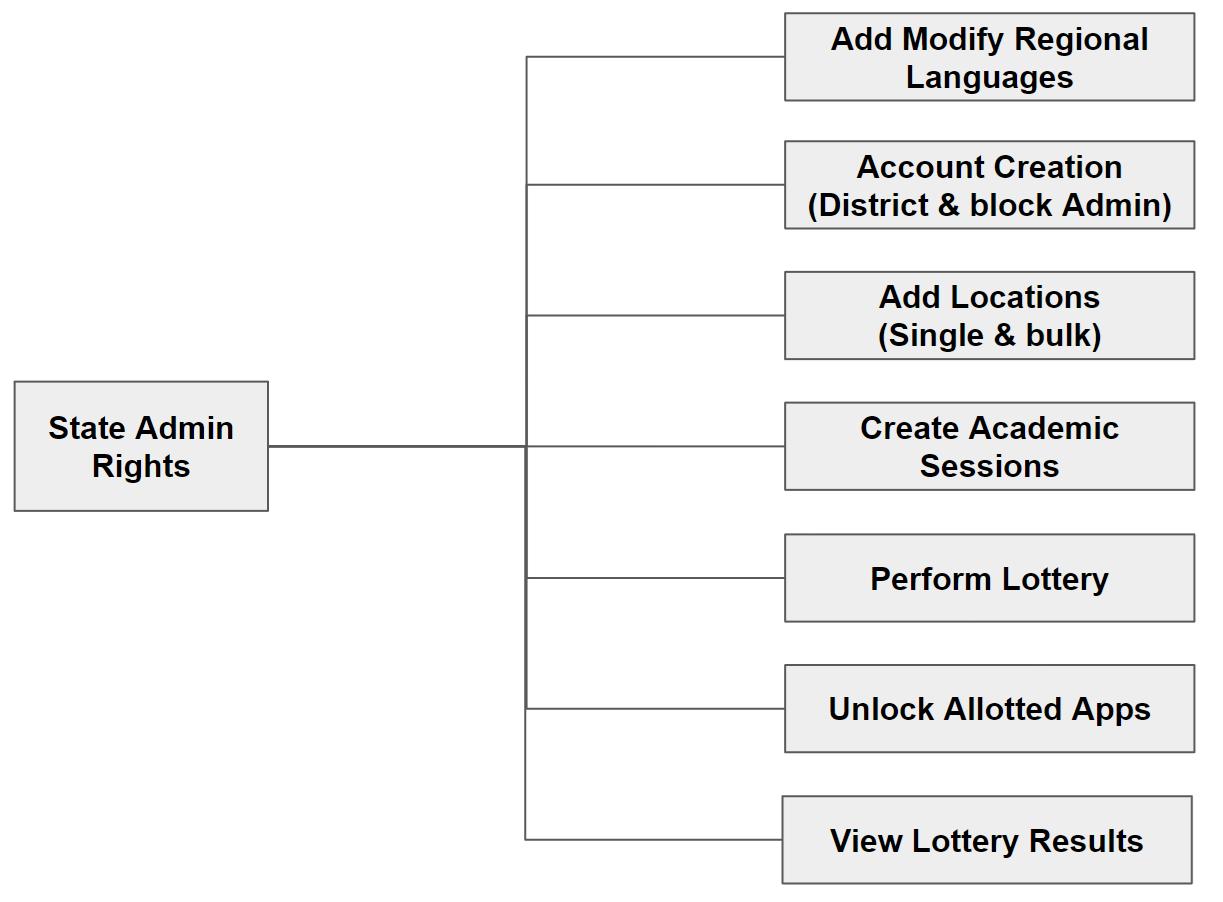 Add Modify Regional
Languages
Account Creation
(District & block Admin)
Add Locations
(Single & bulk)
State Admin
Rights
Create Academic
Sessions
Perform Lottery
Unlock Allotted Apps
View Lottery Results